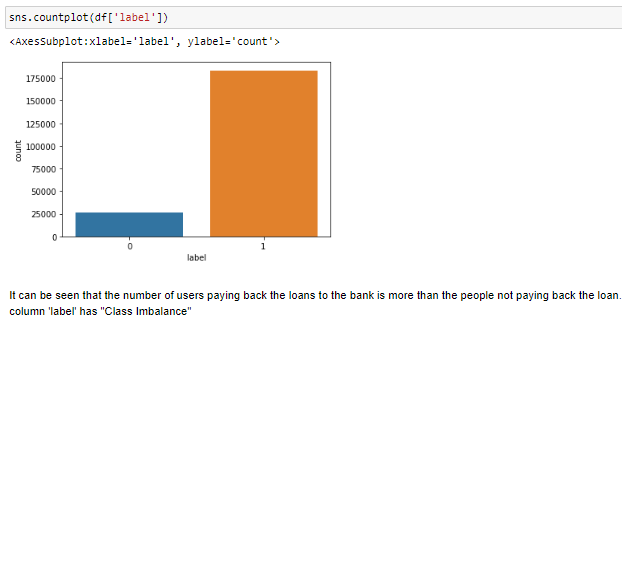 sns.countplot(df['label'])
<AxesSubplot:xlabel='label', ylabel='count'>
175000
150000
125000
100000
75000
50000
25000
0
count
0 1
label
It can be seen that the number of users paying back the loans to the bank is more than the people not paying back the loan.
column 'label' has "Class Imbalance"